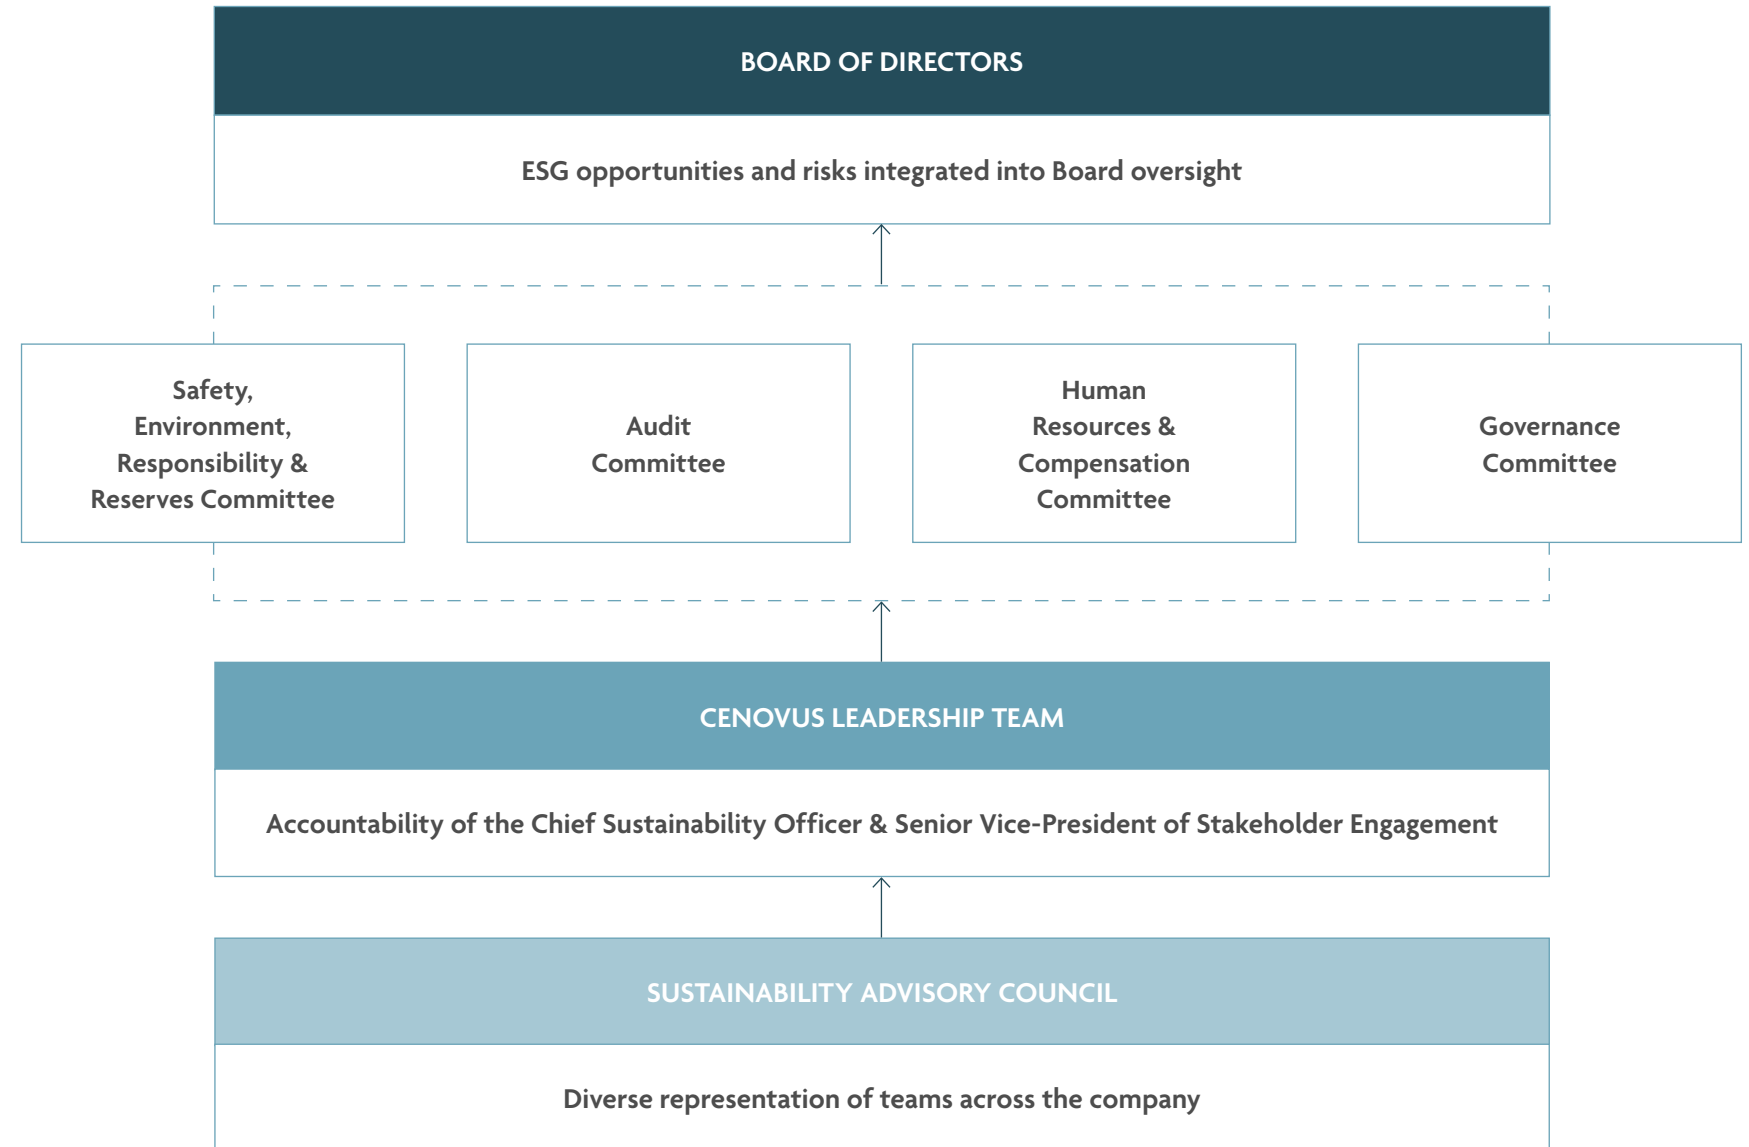 BOARD OF DIRECTORS
ESG opportunities and risks integrated into Board oversight
Safety,
Environment,
Responsibility &
Reserves Committee
Audit
Committee
Human
Resources &
Compensation
Committee
Governance
Committee
CENOVUS LEADERSHIP TEAM
Accountability of the Chief Sustainability Officer & Senior Vice-President of Stakeholder Engagement
SUSTAINABILITY ADVISORY COUNCIL
Diverse representation of teams across the company